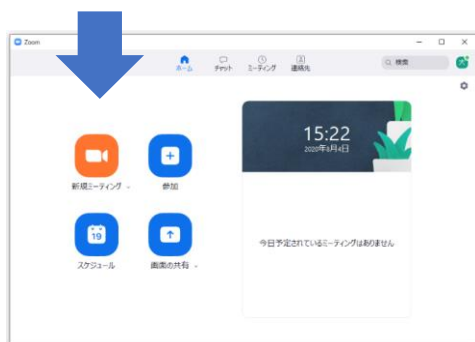 Zoom
ホーム
チャット
ミーティング
連絡先
検索
15:22
2020年8月4日
新規ミーティング
参加
19
スケジュール
画面の共有
今日予定されているミーティングはありません